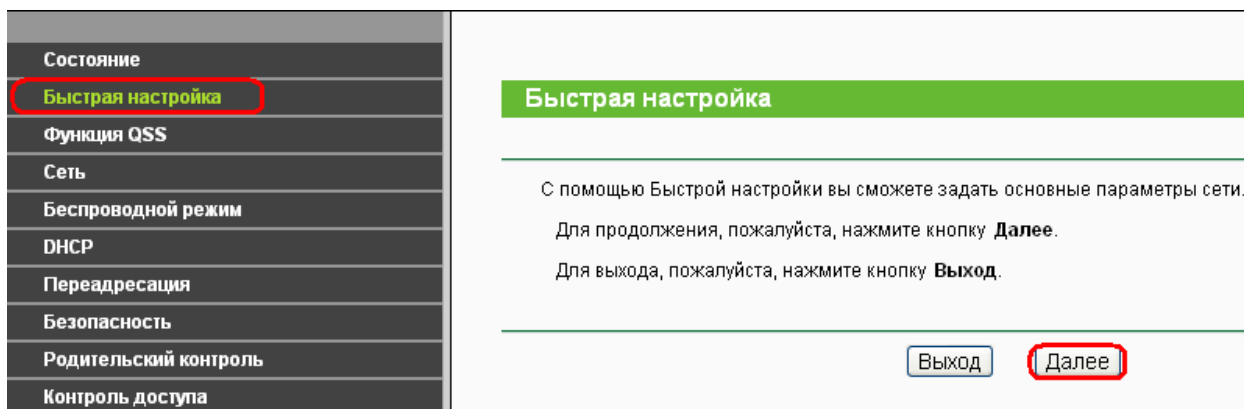 Состояние
Быстрая настройка
Функция QSS
Сеть
Беспроводной режим
DHCP
Переадресация
Безопасность
Родительский контроль
Контроль доступа
Быстрая настройка
С помощью Быстрой настройки вы сможете задать основные параметры сети.
Для продолжения, пожалуйста, нажмите кнопку Далее.
Для выхода, пожалуйста, нажмите кнопку Выход.
Выход Далее